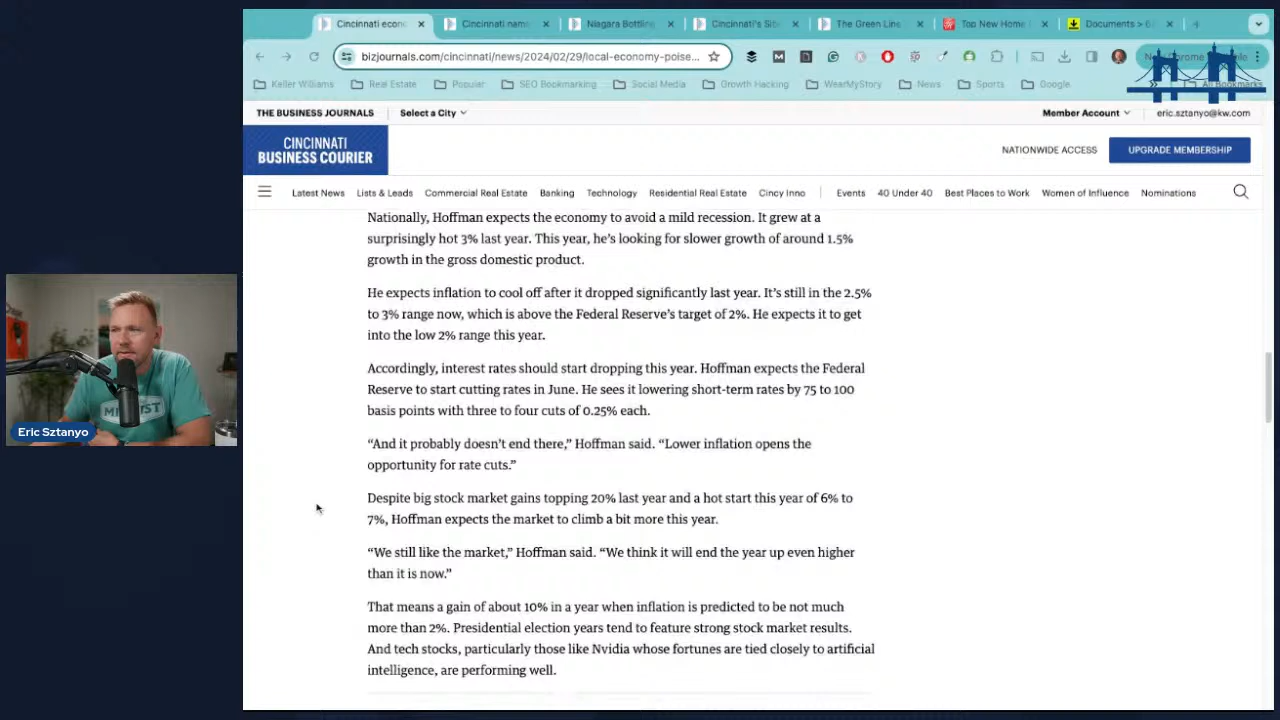 Cincinnati econ
Cincinnati nam
Niagara Bottlin
Cincinnati's Sib
The Green Line
Top New Home
Documents > 6
bizjournals.com/cincinnati/news/2024/02/29/local-economy-poise...
Keller Williams
Real Estate
Popular
SEO Bookmarking
Social Media
Growth Hacking
WearMyStory
News
Sports
Google
All Bookmarks
THE BUSINESS JOURNALS
Select a City
Member Account
eric.sztanyo@kw.com
CINCINNATI
BUSINESS COURIER
NATIONWIDE ACCESS
UPGRADE MEMBERSHIP
Latest News
Lists & Leads
Commercial Real Estate
Banking
Technology
Residential Real Estate
Cincy Inno
Events
40 Under 40
Best Places to Work
Women of Influence
Nominations
Nationally, Hoffman expects the economy to avoid a mild recession. It grew at a
surprisingly hot 3% last year. This year, he's looking for slower growth of around 1.5%
growth in the gross domestic product.
He expects inflation to cool off after it dropped significantly last year. It's still in the 2.5%
to 3% range now, which is above the Federal Reserve's target of 2%. He expects it to get
into the low 2% range this year.
Accordingly, interest rates should start dropping this year. Hoffman expects the Federal
Reserve to start cutting rates in June. He sees it lowering short-term rates by 75 to 100
basis points with three to four cuts of 0.25% each.
“And it probably doesn't end there,” Hoffman said. “Lower inflation opens the
opportunity for rate cuts.”
Despite big stock market gains topping 20% last year and a hot start this year of 6% to
7%, Hoffman expects the market to climb a bit more this year.
“We still like the market,” Hoffman said. “We think it will end the year up even higher
than it is now.”
That means a gain of about 10% in a year when inflation is predicted to be not much
more than 2%. Presidential election years tend to feature strong stock market results.
And tech stocks, particularly those like Nvidia whose fortunes are tied closely to artificial
intelligence, are performing well.
Eric Sztanyo